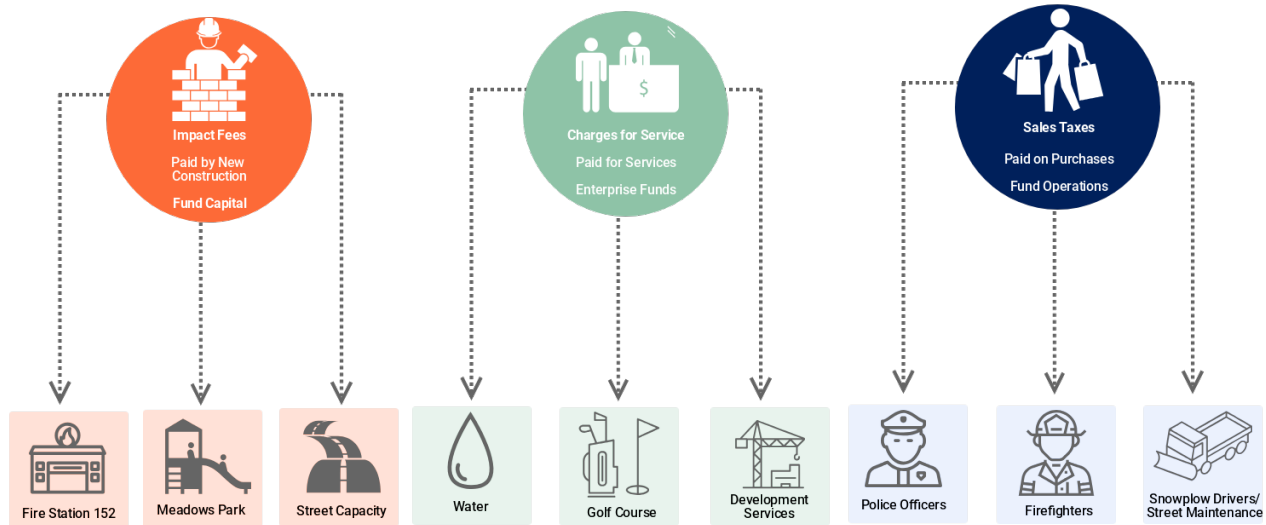 Impact Fees
Paid by New
Construction
Fund Capital
$
Charges for Service
Paid for Services
Enterprise Funds
Sales Taxes
Paid on Purchases
Fund Operations
Fire Station 152
Meadows Park
Street Capacity
Water
Golf Course
Development
Services
Police Officers
Firefighters
Snowplow Drivers/
Street Maintenance